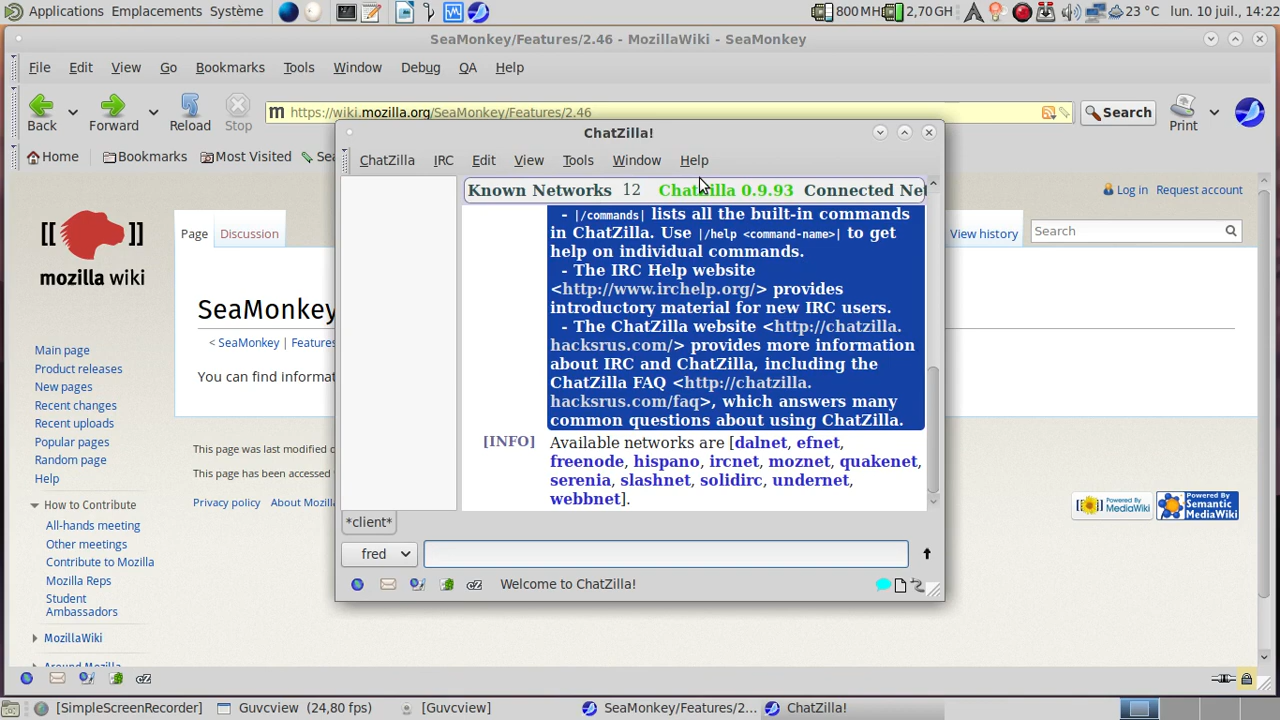 Applications Emplacements Système 800 MH 2,70 GH 23 °C lun. 10 juil., 14:22
SeaMonkey/Features/2.46 - MozillaWiki - SeaMonkey
File Edit View Go Bookmarks Tools Window Debug QA Help
Back Forward Reload Stop https://wiki.mozilla.org/SeaMonkey/Features/2.46 Search Print
Home Bookmarks Most Visited Sea
Log in Request account
[[ ]]
mozilla wiki
Page Discussion View history Search
SeaMonkey
< SeaMonkey | Features
You can find informat
This page was last modified o
This page has been accessed
Privacy policy About Mozill
Powered By MediaWiki
Powered By Semantic MediaWiki
Main page
Product releases
New pages
Recent changes
Recent uploads
Popular pages
Random page
Help
How to Contribute
All-hands meeting
Other meetings
Contribute to Mozilla
Mozilla Reps
Student
Ambassadors
MozillaWiki
Around Mozilla
ChatZilla!
ChatZilla IRC Edit View Tools Window Help
Known Networks 12 ChatZilla 0.9.93 Connected Net
- |/commands| lists all the built-in commands
in ChatZilla. Use |/help <command-name>| to get
help on individual commands.
- The IRC Help website
<http://www.irchelp.org/> provides
introductory material for new IRC users.
- The ChatZilla website <http://chatzilla.
hacksrus.com/> provides more information
about IRC and ChatZilla, including the
ChatZilla FAQ <http://chatzilla.
hacksrus.com/faq>, which answers many
common questions about using ChatZilla.
[INFO] Available networks are [dalnet, efnet,
freenode, hispano, ircnet, moznet, quakenet,
serenia, slashnet, solidirc, undernet,
webbnet].
*client*
fred
cZ Welcome to ChatZilla!
cZ
[SimpleScreenRecorder] Guvcview (24,80 fps) [Guvcview] SeaMonkey/Features/2... ChatZilla!